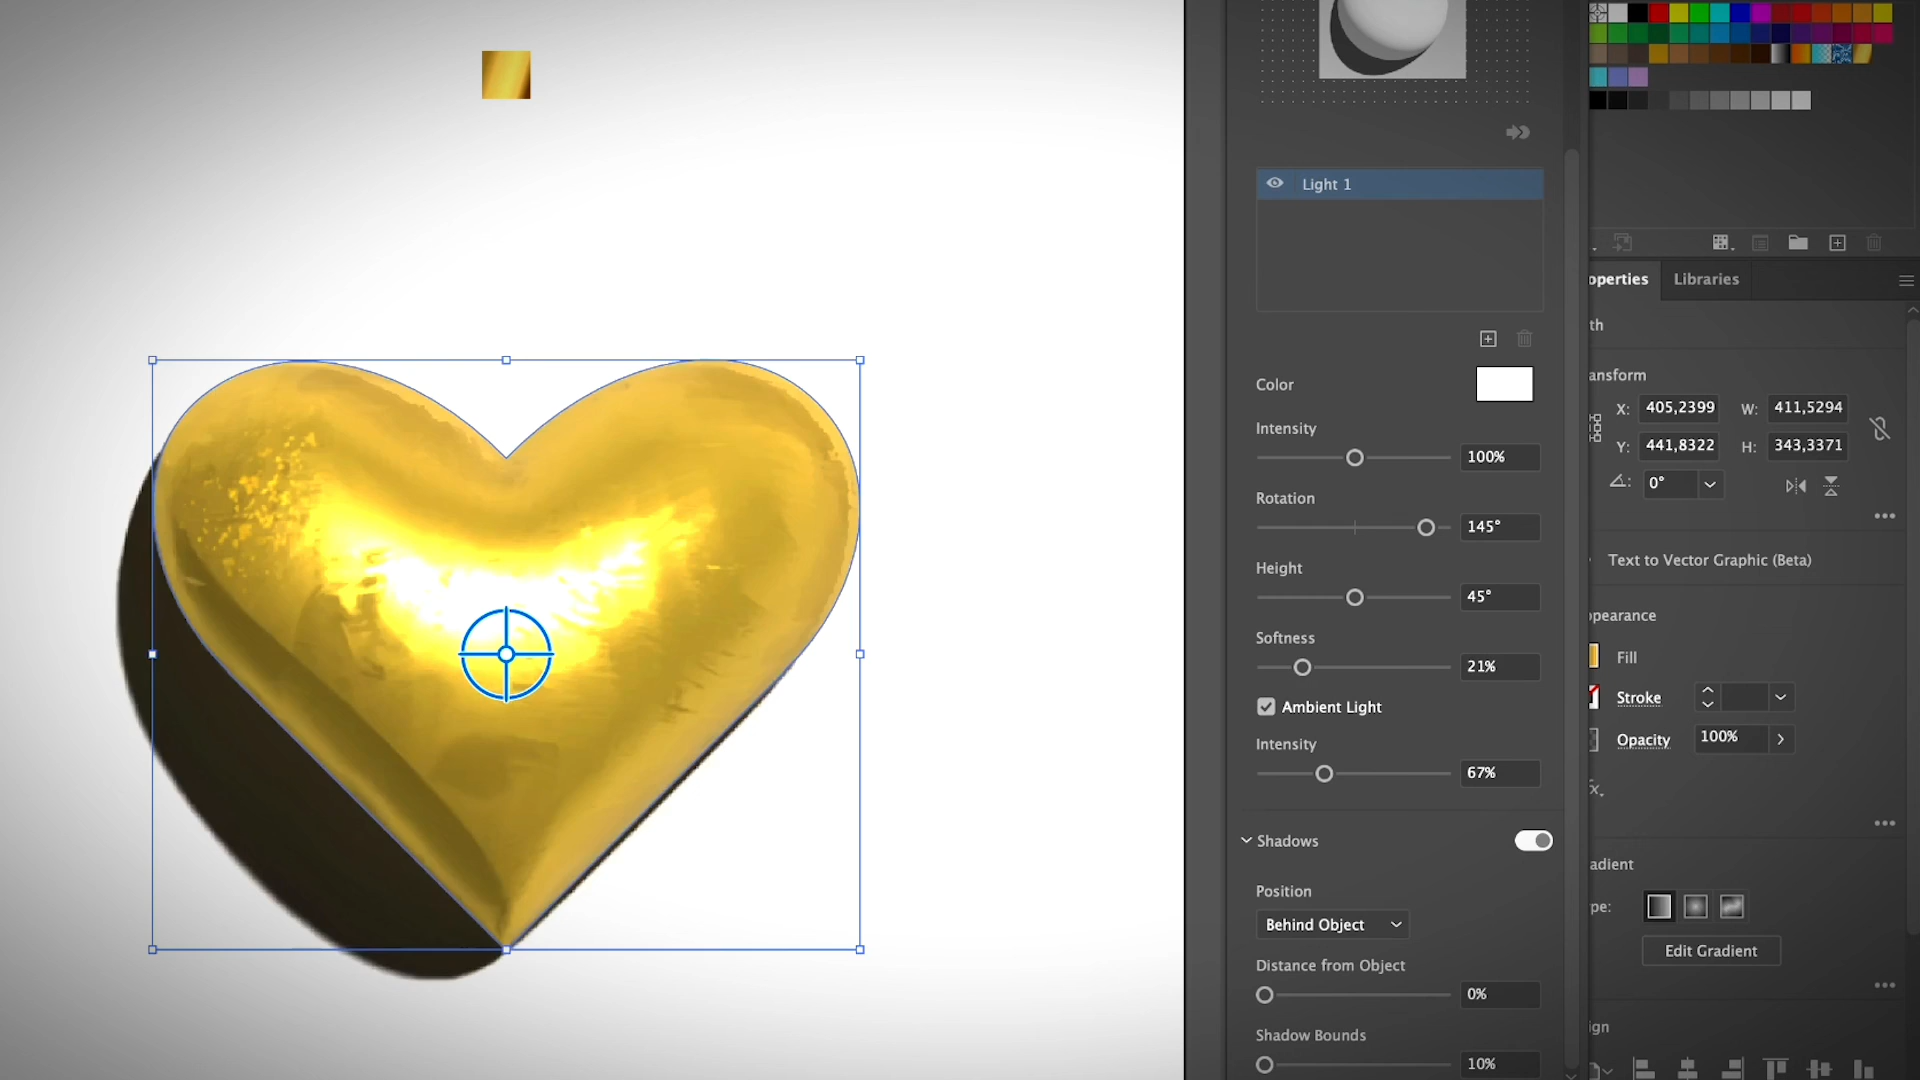 Light 1
Color
Intensity
100%
Rotation
145°
Height
45°
Softness
21%
Ambient Light
Intensity
67%
Shadows
Position
Behind Object
Distance from Object
0%
Shadow Bounds
10%
operties Libraries
th
ansform
X: 405,2399 W: 411,5294
Y: 441,8322 H: 343,3371
0°
Text to Vector Graphic (Beta)
ppearance
Fill
Stroke
Opacity 100%
adient
pe:
Edit Gradient
ign